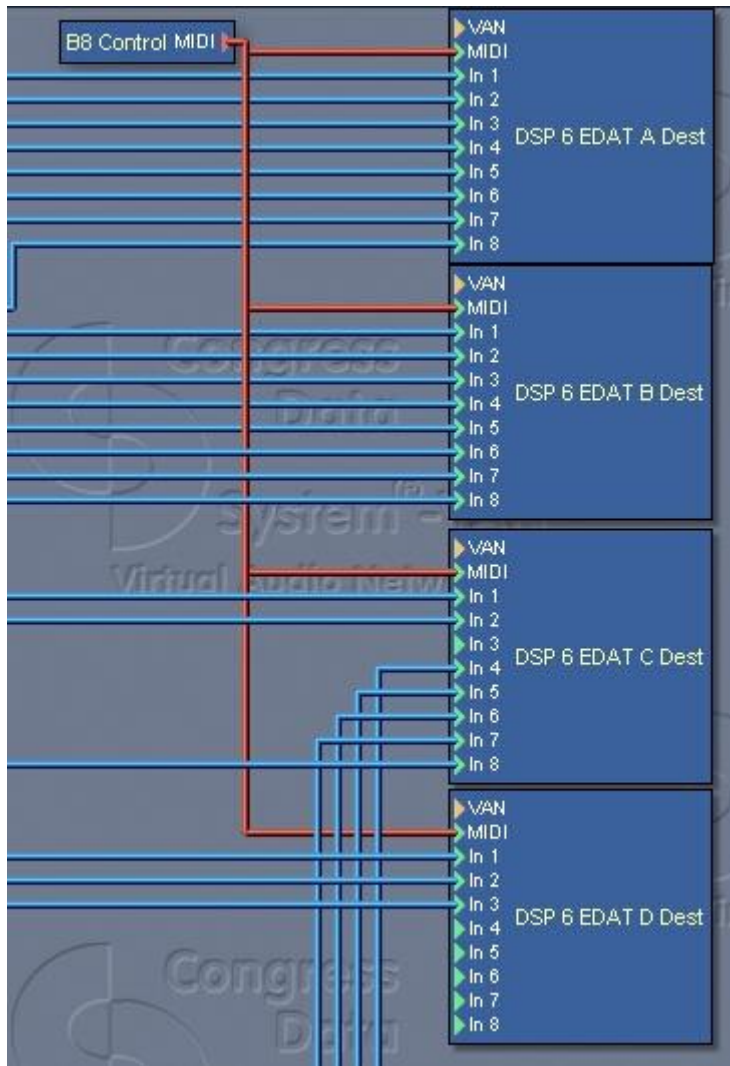 B8 Control MIDI
VAN
MIDI
In 1
In 2
In 3
DSP 6 EDAT A Dest
In 4
In 5
In 6
In 7
In 8
VAN
MIDI
In 1
In 2
In 3
DSP 6 EDAT B Dest
In 4
In 5
In 6
In 7
In 8
VAN
MIDI
In 1
In 2
In 3
DSP 6 EDAT C Dest
In 4
In 5
In 6
In 7
In 8
VAN
MIDI
In 1
In 2
In 3
DSP 6 EDAT D Dest
In 4
In 5
In 6
In 7
In 8
Congress
Data
System
Virtual Audio
Congress
Data